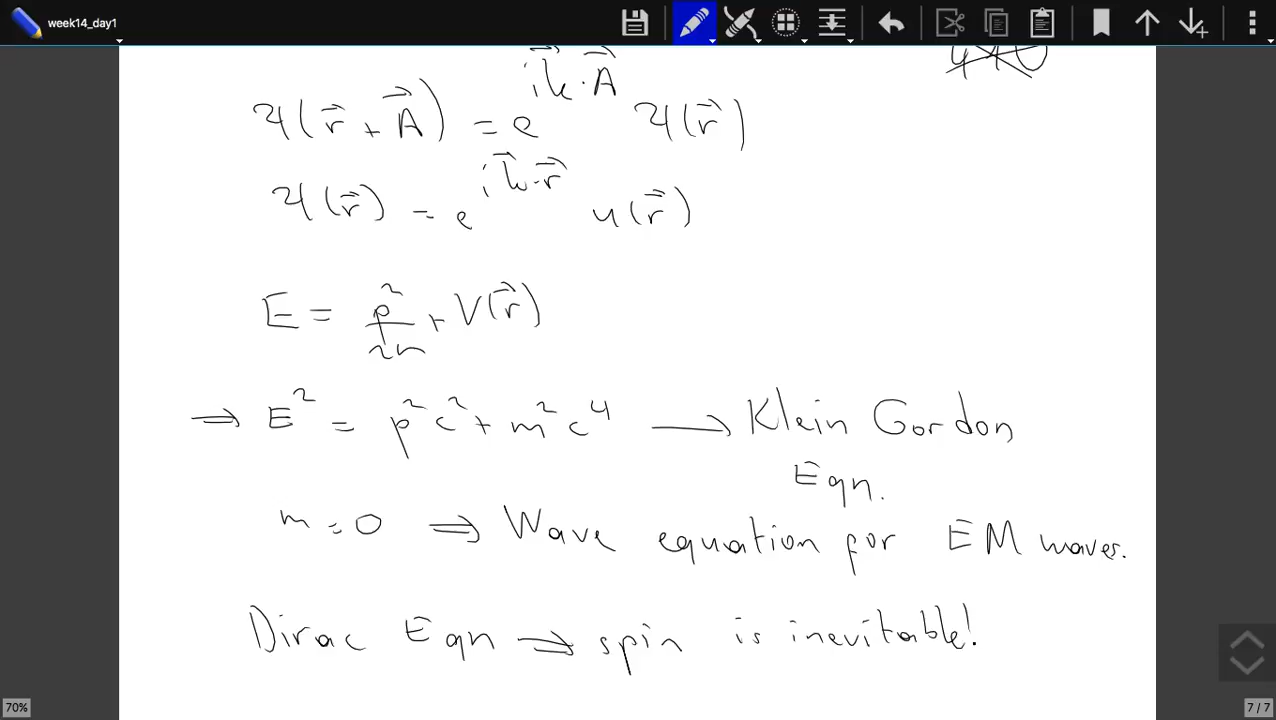 week14_day1
ψ(r⃗ + A⃗) = e^{ik⃗·A⃗} ψ(r⃗)
ψ(r⃗) = e^{ik⃗·r⃗} u(r⃗)
E = p²/2m + V(r⃗)
⇒ E² = p²c² + m²c⁴ → Klein Gordon
Eqn.
m = 0 ⇒ Wave equation for EM waves.
Dirac Eqn ⇒ spin is inevitable!
70%
7 / 7